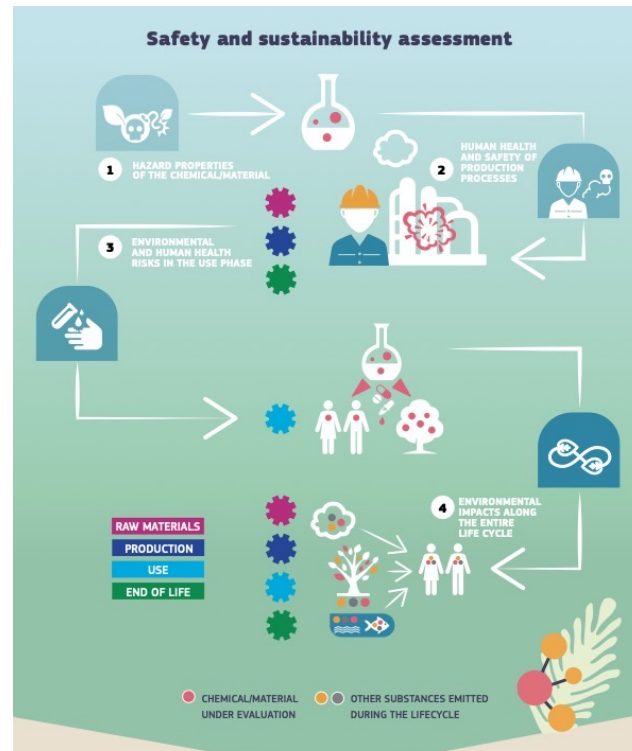 Safety and sustainability assessment
1
HAZARD PROPERTIES
OF THE CHEMICAL/MATERIAL
2
HUMAN HEALTH
AND SAFETY OF
PRODUCTION
PROCESSES
3
ENVIRONMENTAL
AND HUMAN HEALTH
RISKS IN THE USE PHASE
4
ENVIRONMENTAL
IMPACTS ALONG
THE ENTIRE
LIFE CYCLE
RAW MATERIALS
PRODUCTION
USE
END OF LIFE
CHEMICAL/MATERIAL
UNDER EVALUATION
OTHER SUBSTANCES EMITTED
DURING THE LIFECYCLE